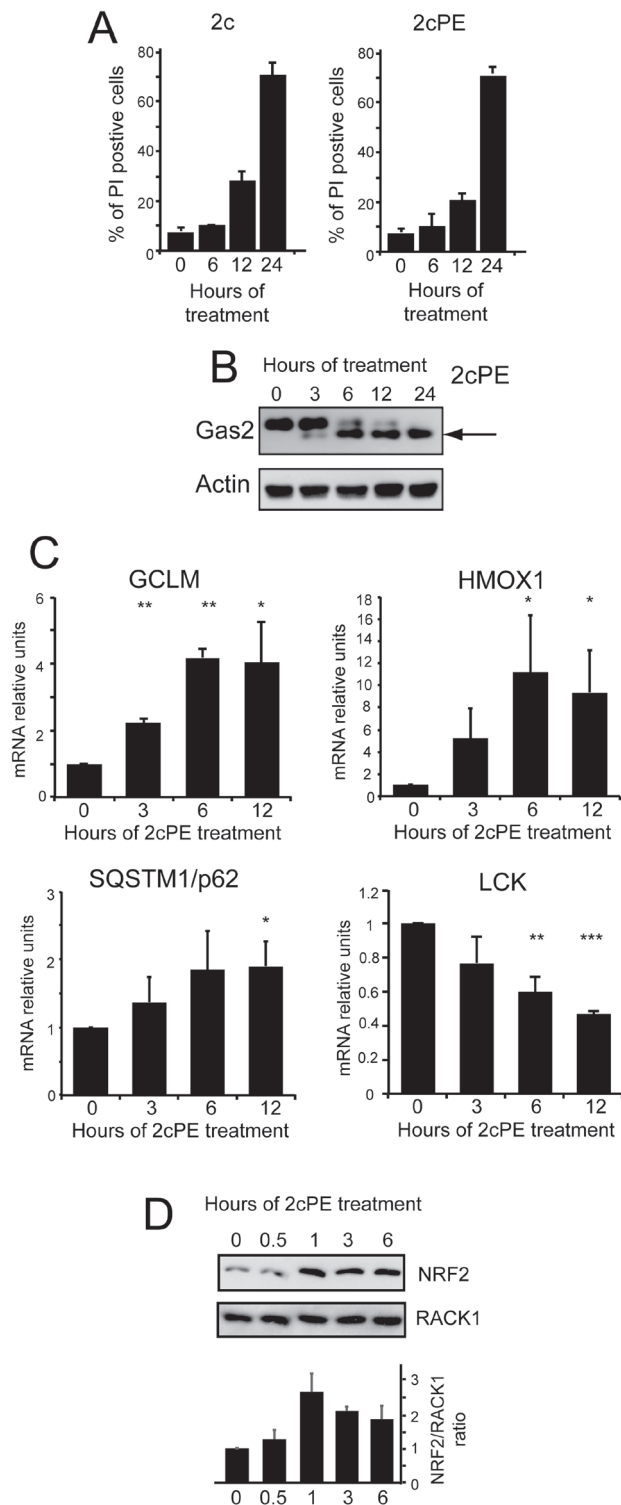 A
2c
2cPE
% of PI postive cells
80
60
40
20
0
0 6 12 24
Hours of
treatment
% of PI postive cells
80
60
40
20
0
0 6 12 24
Hours of
treatment
B
Hours of treatment
0 3 6 12 24
2cPE
Gas2
Actin
C
GCLM
mRNA relative units
6
4
2
0
** ** *
0 3 6 12
Hours of 2cPE treatment
HMOX1
mRNA relative units
18
16
14
12
10
8
6
4
2
0
* *
0 3 6 12
Hours of 2cPE treatment
SQSTM1/p62
mRNA relative units
3
2
1
0
*
0 3 6 12
Hours of 2cPE treatment
LCK
mRNA relative units
1.2
1
0.8
0.6
0.4
0.2
0
** ***
0 3 6 12
Hours of 2cPE treatment
D
Hours of 2cPE treatment
0 0.5 1 3 6
NRF2
RACK1
3
2
1
0
NRF2/RACK1
ratio
0 0.5 1 3 6